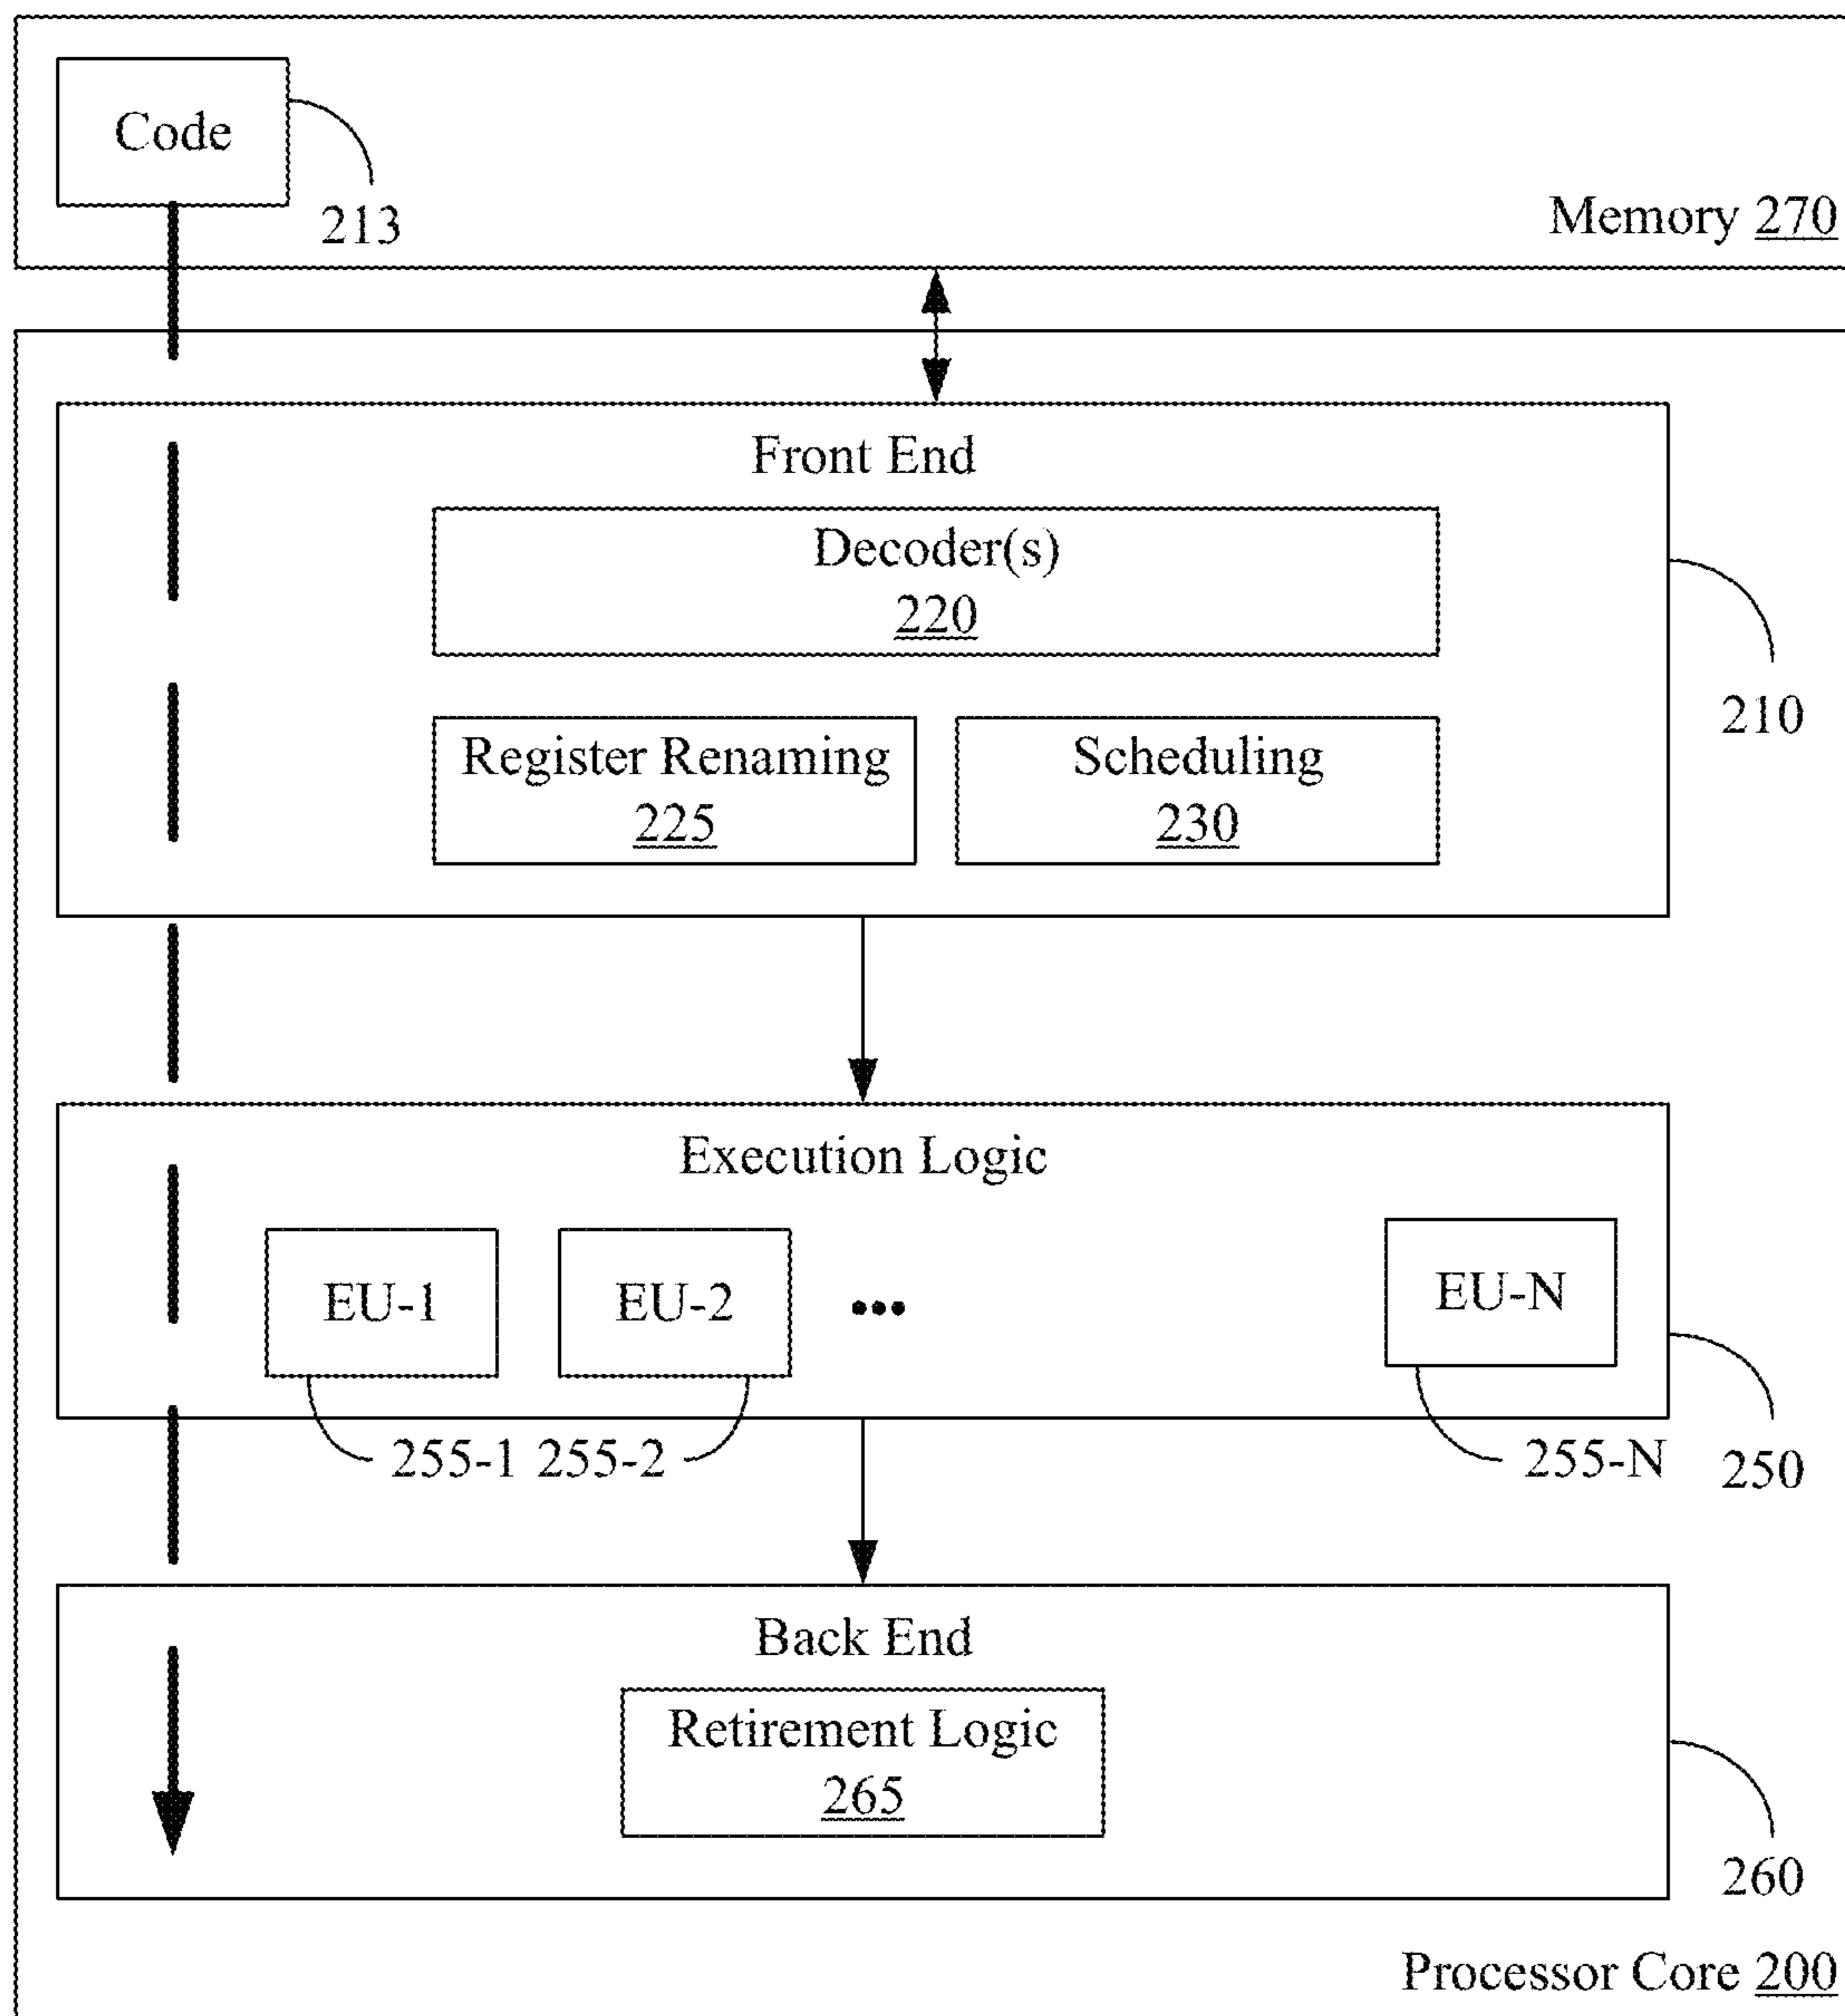 Code
213
Memory 270
Front End
Decoder(s)
220
210
Register Renaming
225
Scheduling
230
Execution Logic
EU-1
EU-2
•••
EU-N
255-1 255-2
255-N
250
Back End
Retirement Logic
265
260
Processor Core 200